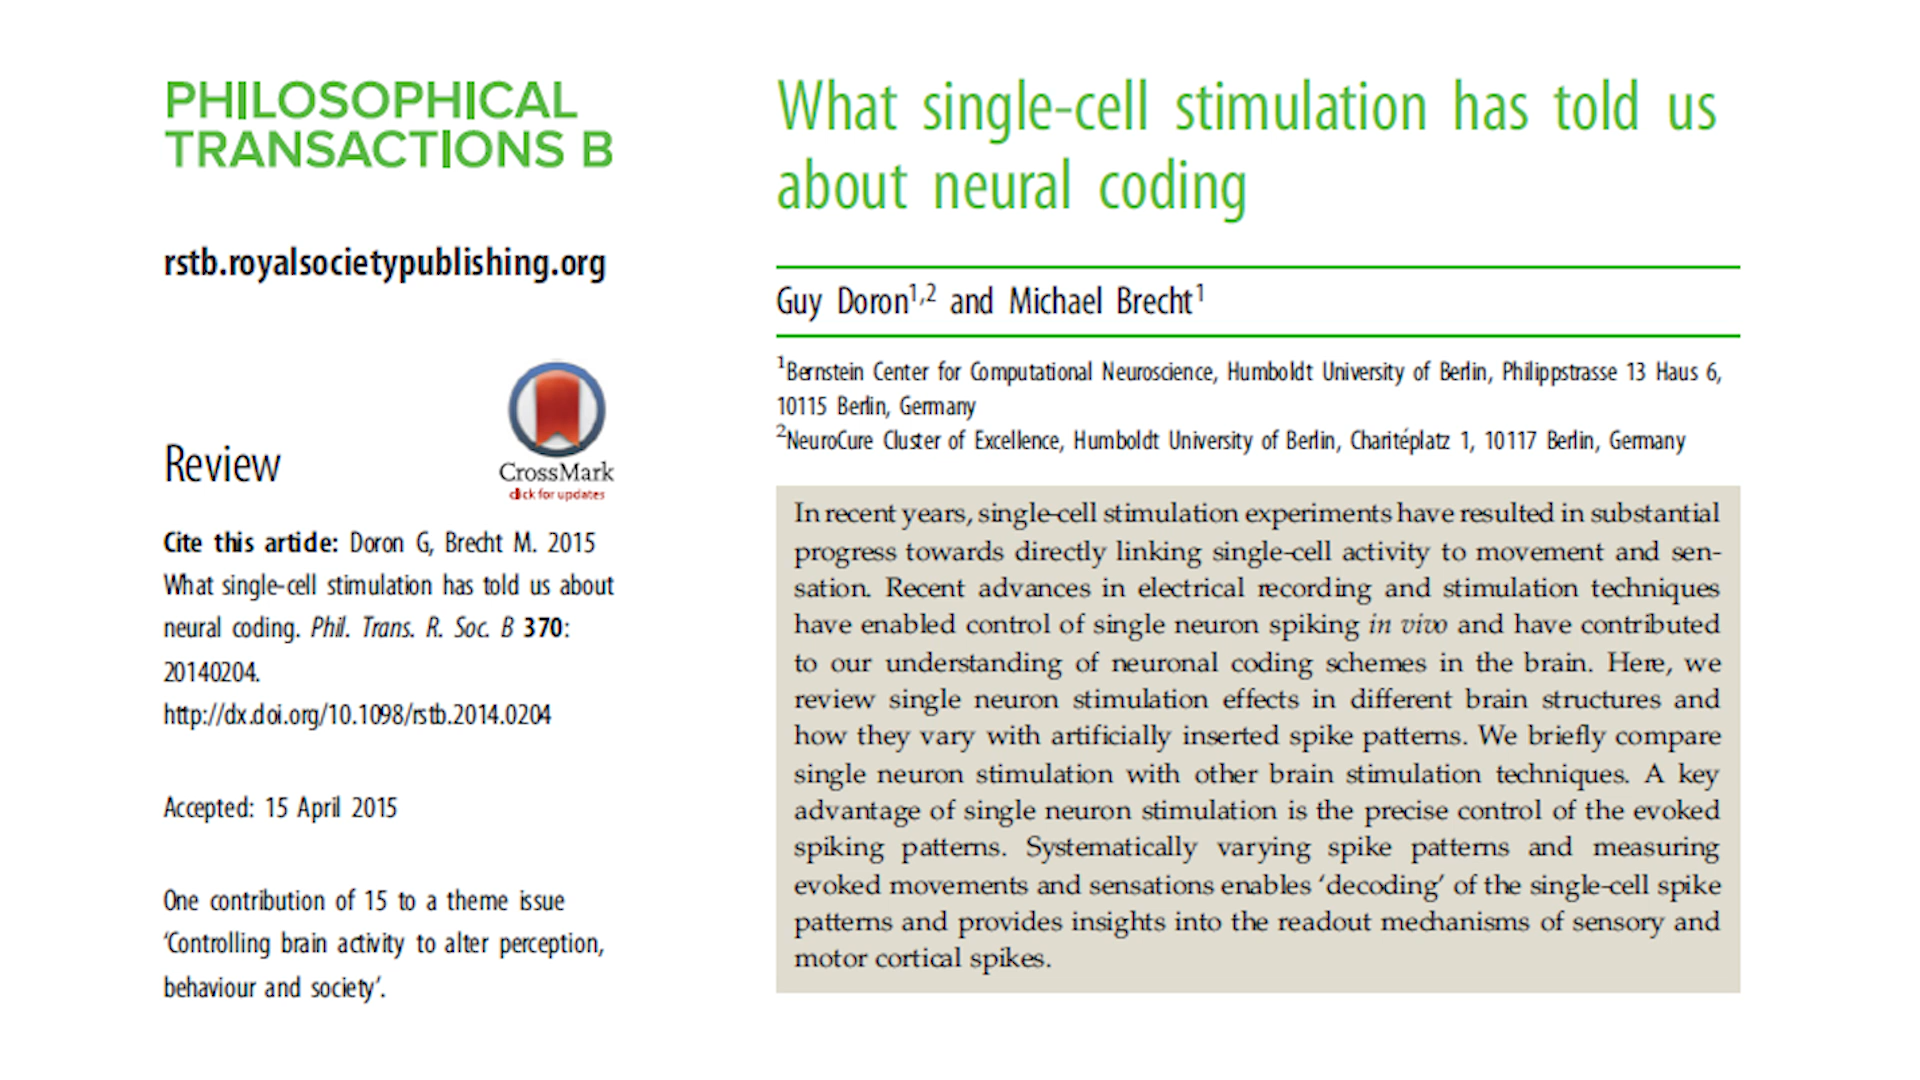 PHILOSOPHICAL
TRANSACTIONS B
rstb.royalsocietypublishing.org
Review
CrossMark
click for updates
Cite this article: Doron G, Brecht M. 2015
What single-cell stimulation has told us about
neural coding. Phil. Trans. R. Soc. B 370:
20140204.
http://dx.doi.org/10.1098/rstb.2014.0204
Accepted: 15 April 2015
One contribution of 15 to a theme issue
‘Controlling brain activity to alter perception,
behaviour and society’.
What single-cell stimulation has told us
about neural coding
Guy Doron1,2 and Michael Brecht1
1Bernstein Center for Computational Neuroscience, Humboldt University of Berlin, Philippstrasse 13 Haus 6,
10115 Berlin, Germany
2NeuroCure Cluster of Excellence, Humboldt University of Berlin, Charitéplatz 1, 10117 Berlin, Germany
In recent years, single-cell stimulation experiments have resulted in substantial
progress towards directly linking single-cell activity to movement and sen-
sation. Recent advances in electrical recording and stimulation techniques
have enabled control of single neuron spiking in vivo and have contributed
to our understanding of neuronal coding schemes in the brain. Here, we
review single neuron stimulation effects in different brain structures and
how they vary with artificially inserted spike patterns. We briefly compare
single neuron stimulation with other brain stimulation techniques. A key
advantage of single neuron stimulation is the precise control of the evoked
spiking patterns. Systematically varying spike patterns and measuring
evoked movements and sensations enables ‘decoding’ of the single-cell spike
patterns and provides insights into the readout mechanisms of sensory and
motor cortical spikes.